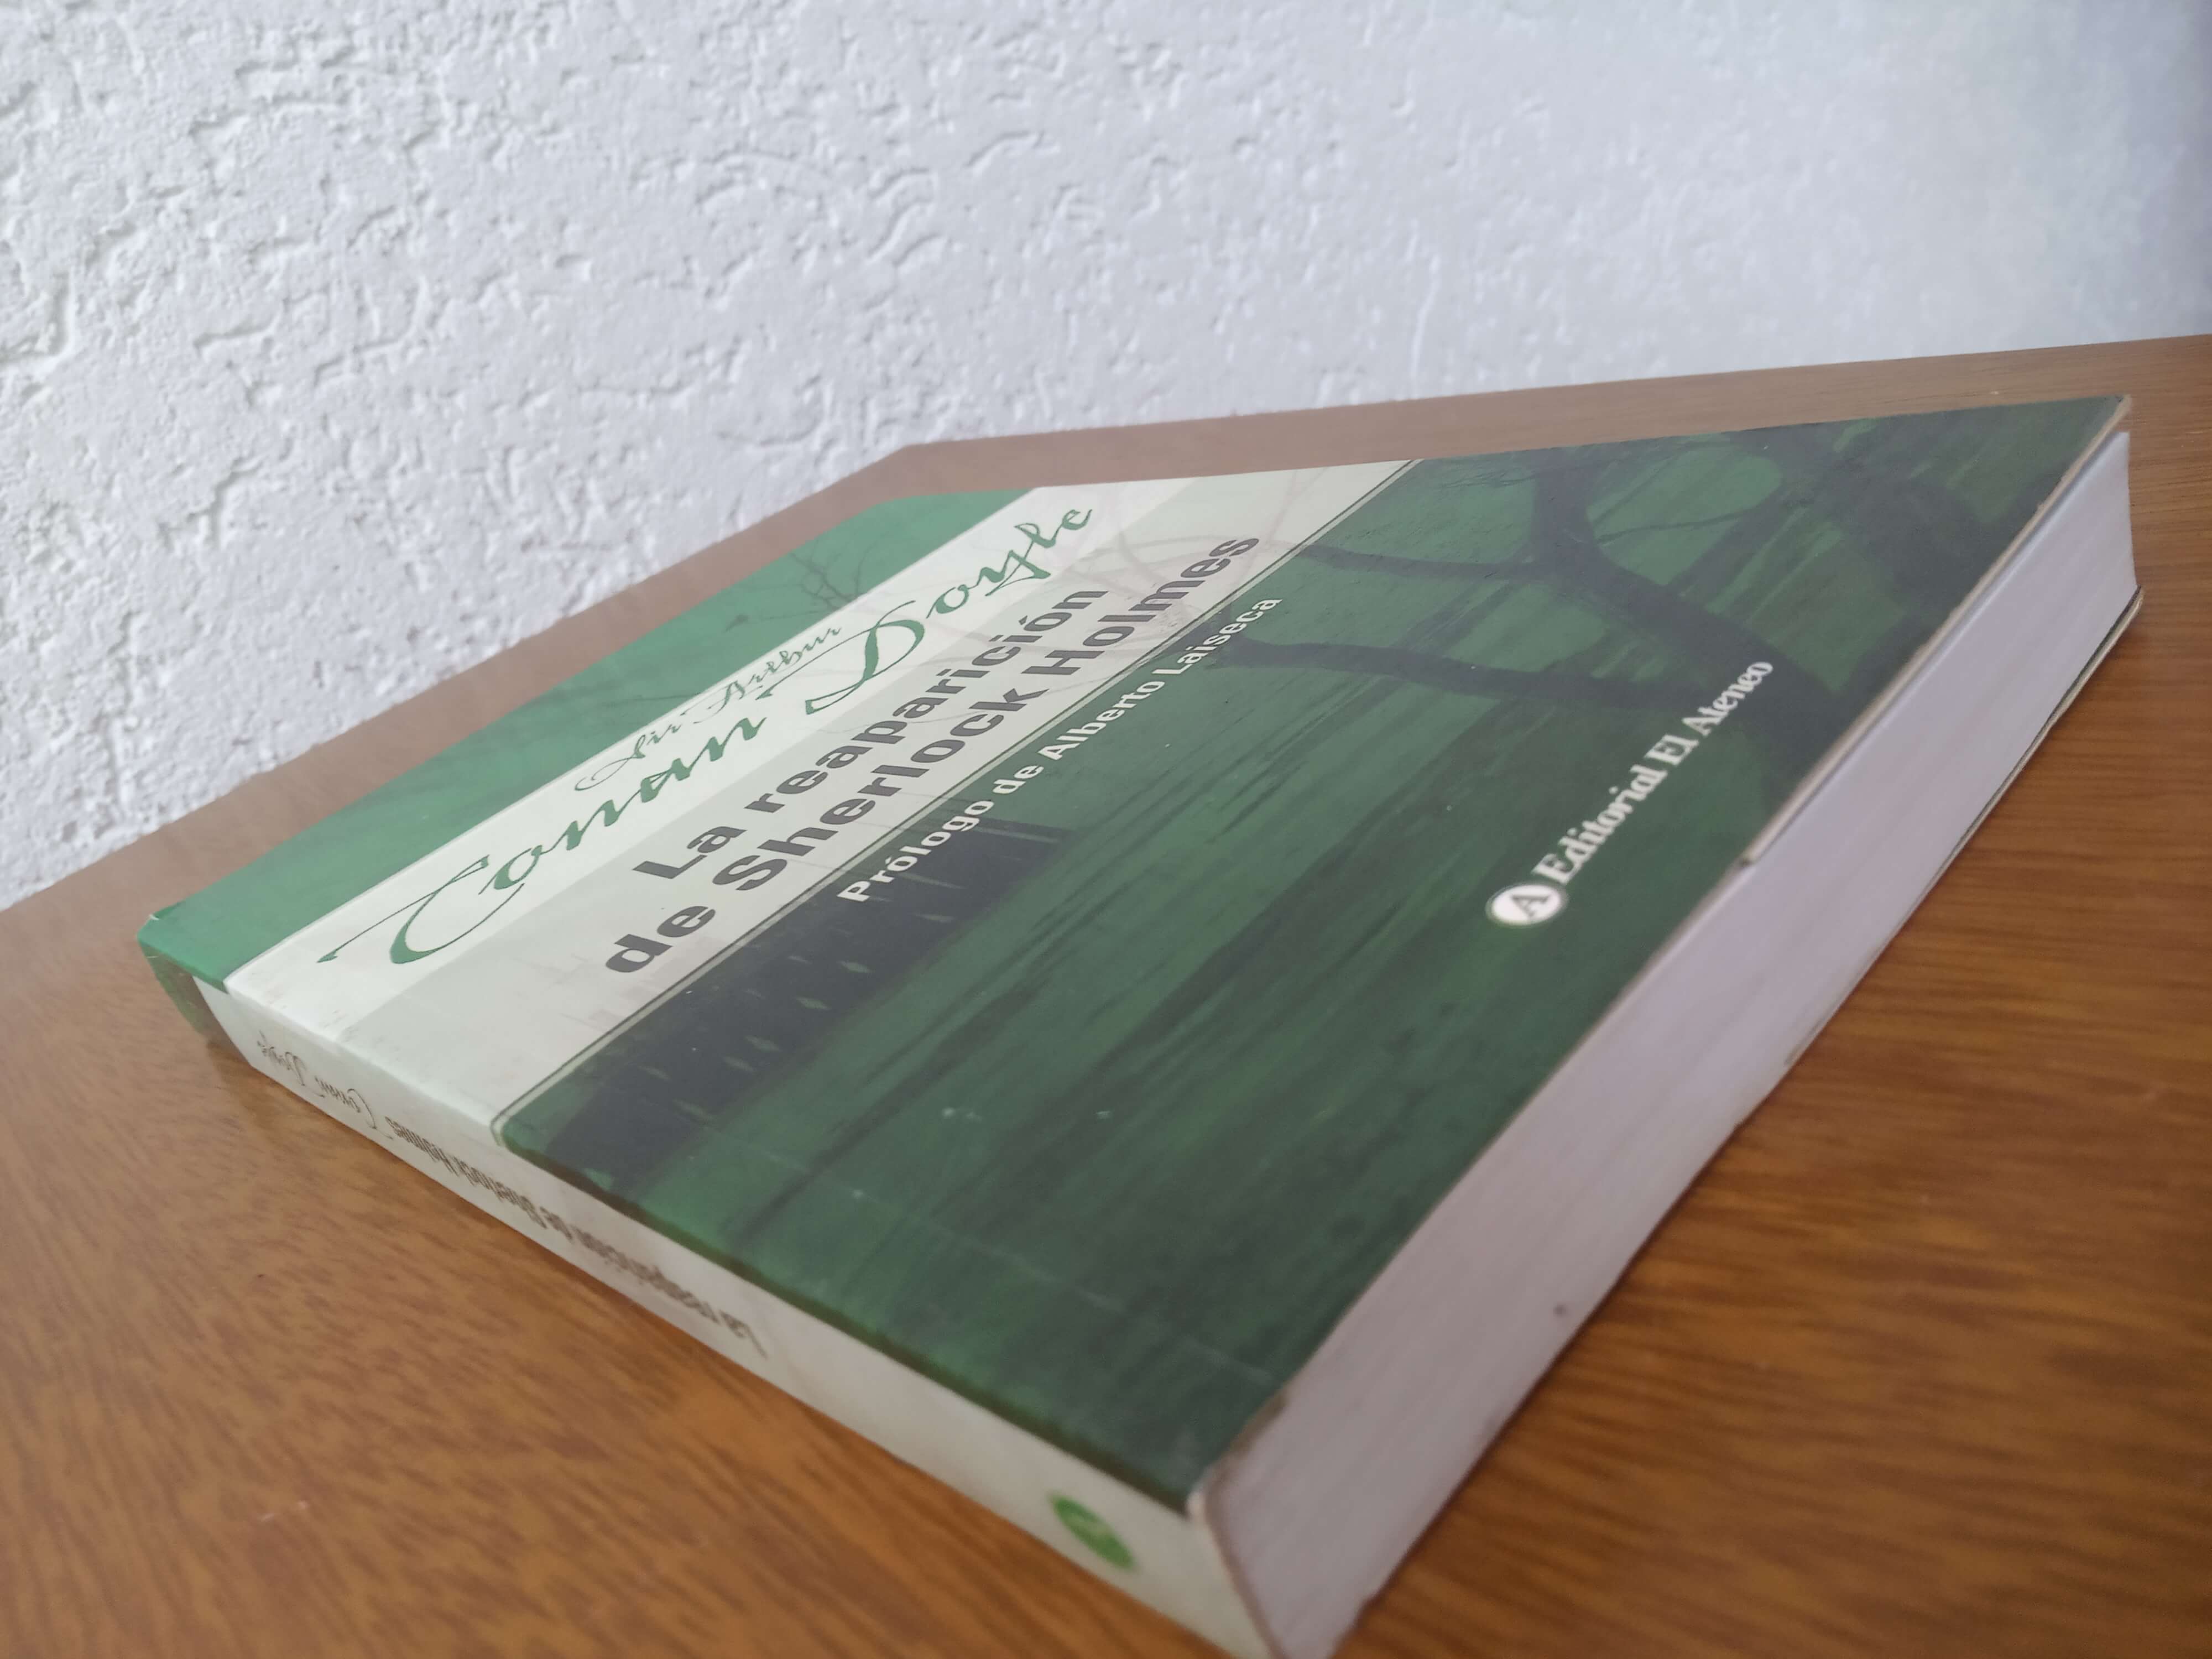 Sir Arthur
Conan Doyle
La reaparición
de Sherlock Holmes
Prólogo de Alberto Laiseca
A Editorial El Ateneo
La reaparición de Sherlock Holmes Conan Doyle